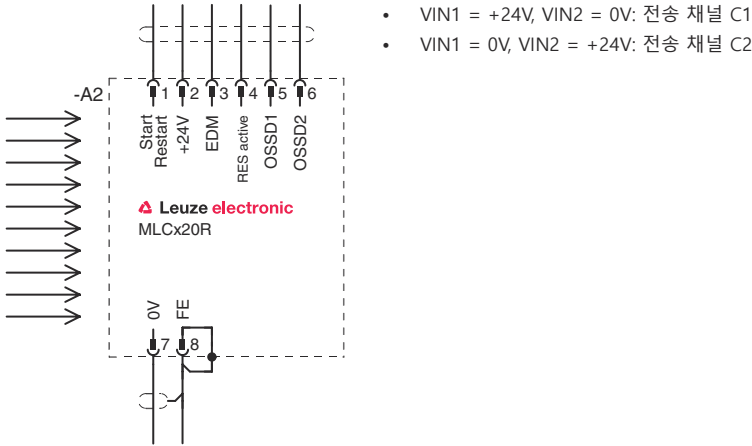 • VIN1 = +24V, VIN2 = 0V: 전송 채널 C1
• VIN1 = 0V, VIN2 = +24V: 전송 채널 C2
-A2
1 2 3 4 5 6
Start
Restart
+24V
EDM
RES active
OSSD1
OSSD2
Leuze electronic
MLCx20R
0V
FE
7 8